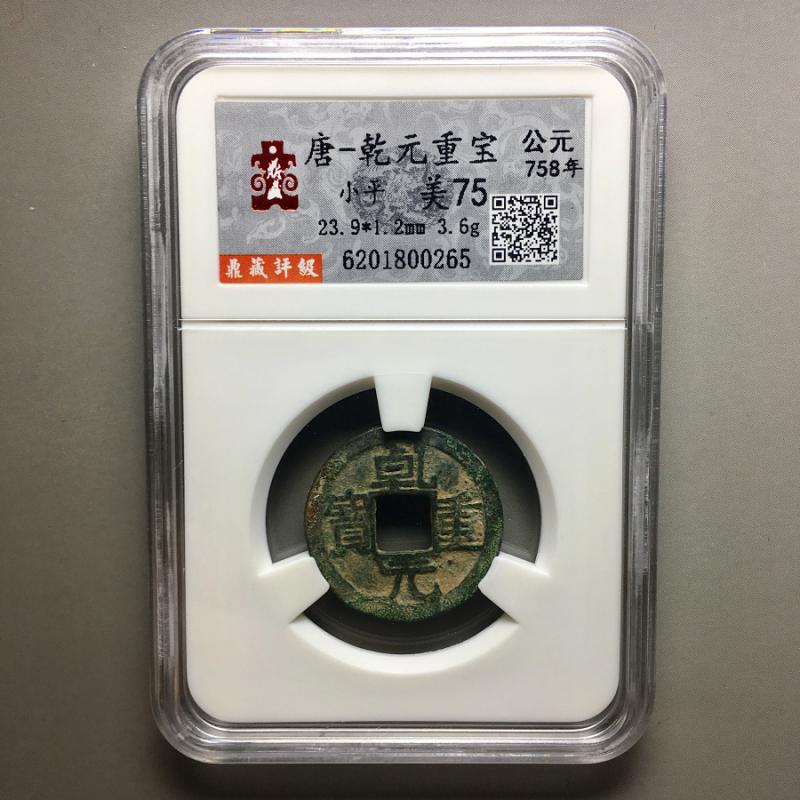 唐-乾元重宝 公元
758年
小平 美75
23.9*1.2mm 3.6g
鼎藏評級 6201800265
乾元重寶